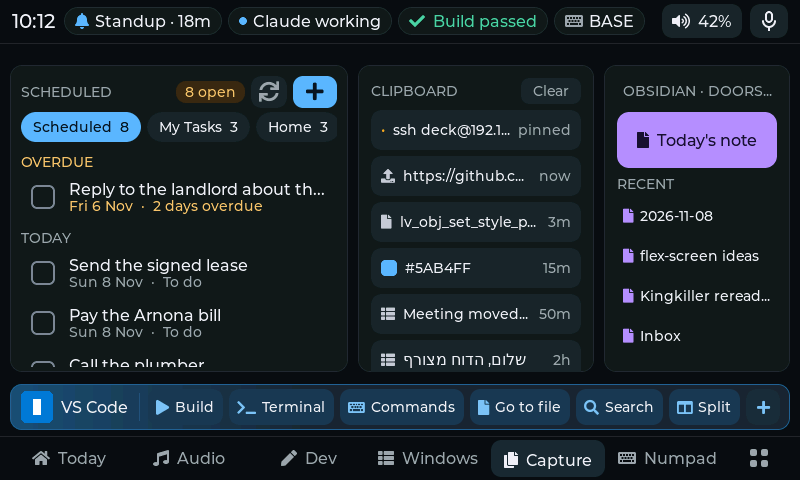 10:12 Standup · 18m Claude working Build passed BASE 42%
SCHEDULED 8 open
Scheduled 8 My Tasks 3 Home 3
OVERDUE
Reply to the landlord about th...
Fri 6 Nov · 2 days overdue
TODAY
Send the signed lease
Sun 8 Nov · To do
Pay the Arnona bill
Sun 8 Nov · To do
Call the plumber
CLIPBOARD Clear
ssh deck@192.1... pinned
https://github.c... now
lv_obj_set_style_p... 3m
#5AB4FF 15m
Meeting moved... 50m
שלום, הדוח מצורף 2h
OBSIDIAN · DOORS...
Today's note
RECENT
2026-11-08
flex-screen ideas
Kingkiller reread...
Inbox
VS Code Build Terminal Commands Go to file Search Split +
Today Audio Dev Windows Capture Numpad